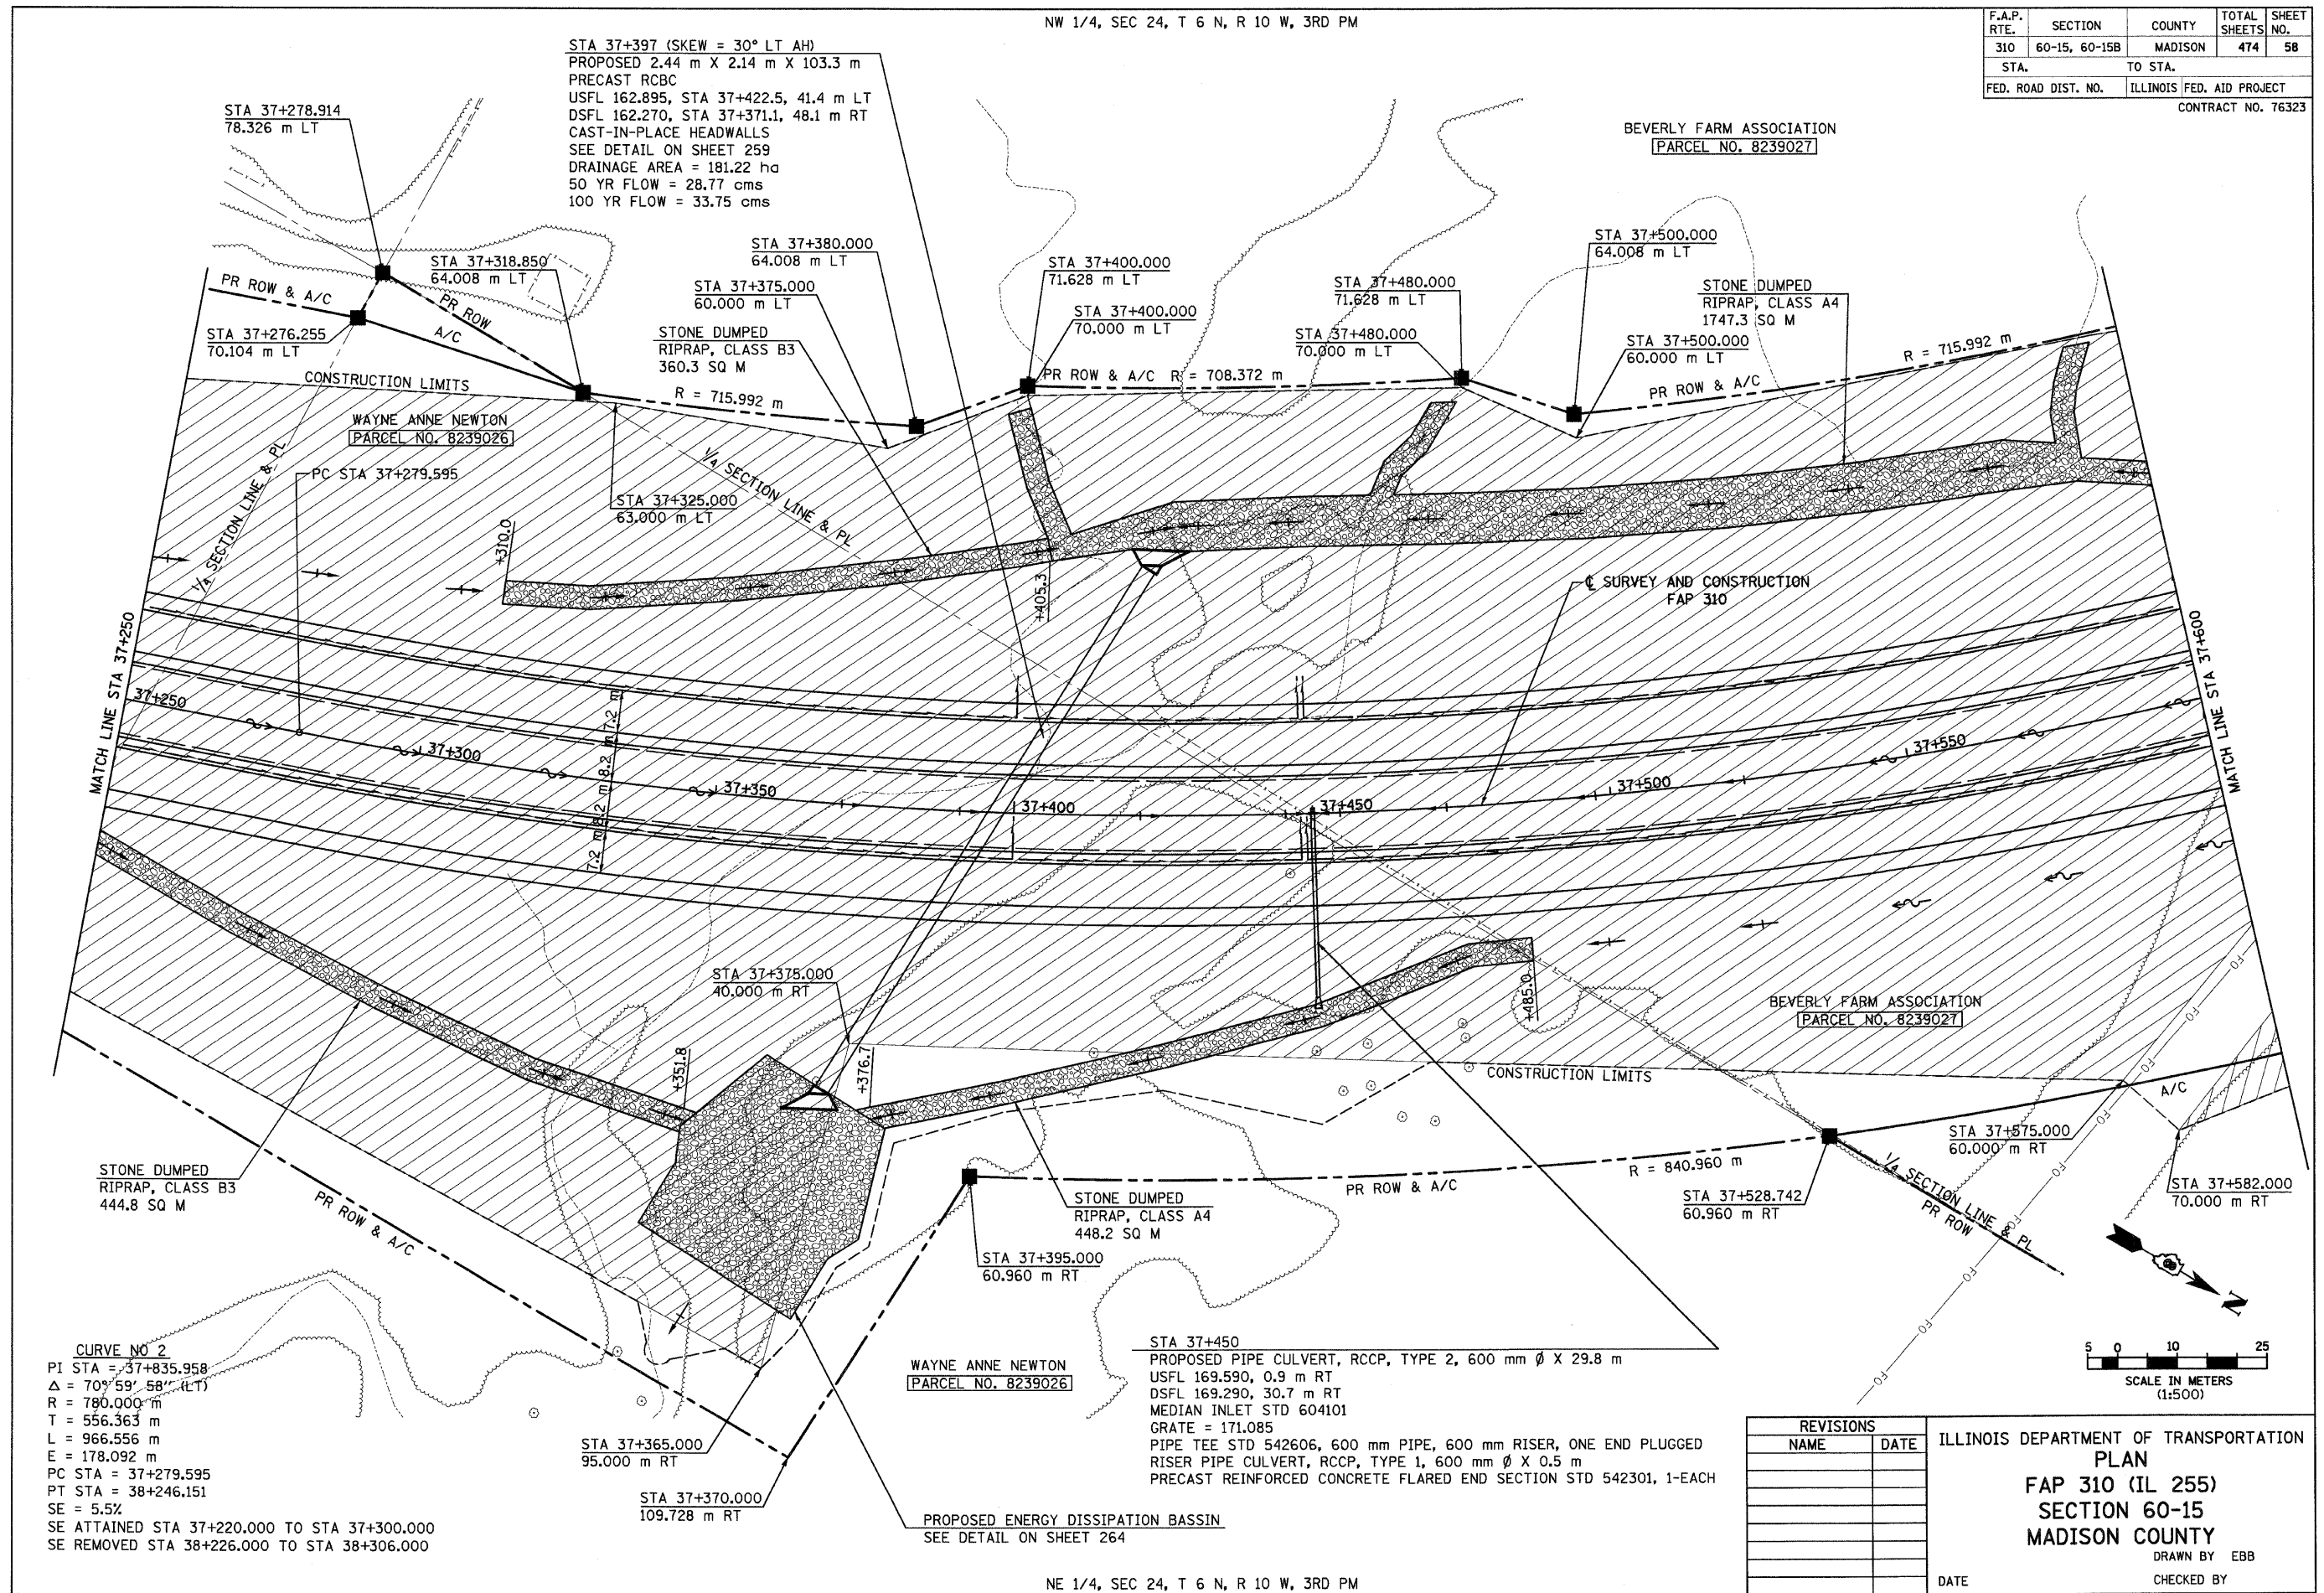 NW 1/4, SEC 24, T 6 N, R 10 W, 3RD PM
F.A.P. RTE. SECTION COUNTY TOTAL SHEETS SHEET NO.
310 60-15, 60-15B MADISON 474 58
STA. TO STA.
FED. ROAD DIST. NO. ILLINOIS FED. AID PROJECT
CONTRACT NO. 76323
STA 37+397 (SKEW = 30° LT AH)
PROPOSED 2.44 m X 2.14 m X 103.3 m
PRECAST RCBC
USFL 162.895, STA 37+422.5, 41.4 m LT
DSFL 162.270, STA 37+371.1, 48.1 m RT
CAST-IN-PLACE HEADWALLS
SEE DETAIL ON SHEET 259
DRAINAGE AREA = 181.22 ha
50 YR FLOW = 28.77 cms
100 YR FLOW = 33.75 cms
STA 37+278.914
78.326 m LT
BEVERLY FARM ASSOCIATION
PARCEL NO. 8239027
STA 37+318.850
64.008 m LT
STA 37+380.000
64.008 m LT
STA 37+375.000
60.000 m LT
STA 37+400.000
71.628 m LT
STA 37+400.000
70.000 m LT
STA 37+480.000
71.628 m LT
STA 37+480.000
70.000 m LT
STA 37+500.000
64.008 m LT
STONE DUMPED
RIPRAP, CLASS A4
1747.3 SQ M
STA 37+500.000
60.000 m LT
PR ROW & A/C
PR ROW
A/C
STA 37+276.255
70.104 m LT
STONE DUMPED
RIPRAP, CLASS B3
360.3 SQ M
CONSTRUCTION LIMITS
R = 715.992 m
PR ROW & A/C R = 708.372 m
PR ROW & A/C
R = 715.992 m
WAYNE ANNE NEWTON
PARCEL NO. 8239026
1/4 SECTION LINE & PL
PC STA 37+279.595
STA 37+325.000
63.000 m LT
1/4 SECTION LINE & PL
+310.0
+405.3
℄ SURVEY AND CONSTRUCTION
FAP 310
MATCH LINE STA 37+250
MATCH LINE STA 37+600
37+250
37+300
37+350
37+400
37+450
37+500
37+550
7.2 m 8.2 m 8.2 m 7.2 m
STA 37+375.000
40.000 m RT
+351.8
+376.7
+485.0
BEVERLY FARM ASSOCIATION
PARCEL NO. 8239027
CONSTRUCTION LIMITS
A/C
FO
FO
FO
FO
FO
FO
FO
FO
STA 37+575.000
60.000 m RT
STA 37+582.000
70.000 m RT
STONE DUMPED
RIPRAP, CLASS B3
444.8 SQ M
PR ROW & A/C
STONE DUMPED
RIPRAP, CLASS A4
448.2 SQ M
STA 37+395.000
60.960 m RT
PR ROW & A/C
R = 840.960 m
STA 37+528.742
60.960 m RT
1/4 SECTION LINE & PL
PR ROW
N
CURVE NO 2
PI STA = 37+835.958
Δ = 70° 59' 58" (LT)
R = 780.000 m
T = 556.363 m
L = 966.556 m
E = 178.092 m
PC STA = 37+279.595
PT STA = 38+246.151
SE = 5.5%
SE ATTAINED STA 37+220.000 TO STA 37+300.000
SE REMOVED STA 38+226.000 TO STA 38+306.000
STA 37+365.000
95.000 m RT
STA 37+370.000
109.728 m RT
WAYNE ANNE NEWTON
PARCEL NO. 8239026
PROPOSED ENERGY DISSIPATION BASSIN
SEE DETAIL ON SHEET 264
STA 37+450
PROPOSED PIPE CULVERT, RCCP, TYPE 2, 600 mm Ø X 29.8 m
USFL 169.590, 0.9 m RT
DSFL 169.290, 30.7 m RT
MEDIAN INLET STD 604101
GRATE = 171.085
PIPE TEE STD 542606, 600 mm PIPE, 600 mm RISER, ONE END PLUGGED
RISER PIPE CULVERT, RCCP, TYPE 1, 600 mm Ø X 0.5 m
PRECAST REINFORCED CONCRETE FLARED END SECTION STD 542301, 1-EACH
5 0 10 25
SCALE IN METERS
(1:500)
REVISIONS
NAME DATE
ILLINOIS DEPARTMENT OF TRANSPORTATION
PLAN
FAP 310 (IL 255)
SECTION 60-15
MADISON COUNTY
DRAWN BY EBB
DATE CHECKED BY
NE 1/4, SEC 24, T 6 N, R 10 W, 3RD PM